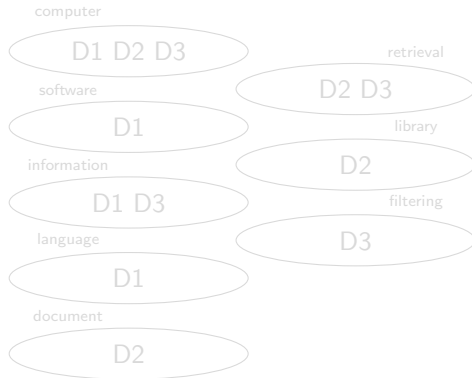 computer
D1 D2 D3
software
D1
information
D1 D3
language
D1
document
D2
retrieval
D2 D3
library
D2
filtering
D3